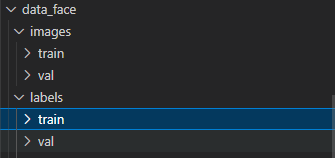 data_face
images
train
val
labels
train
val